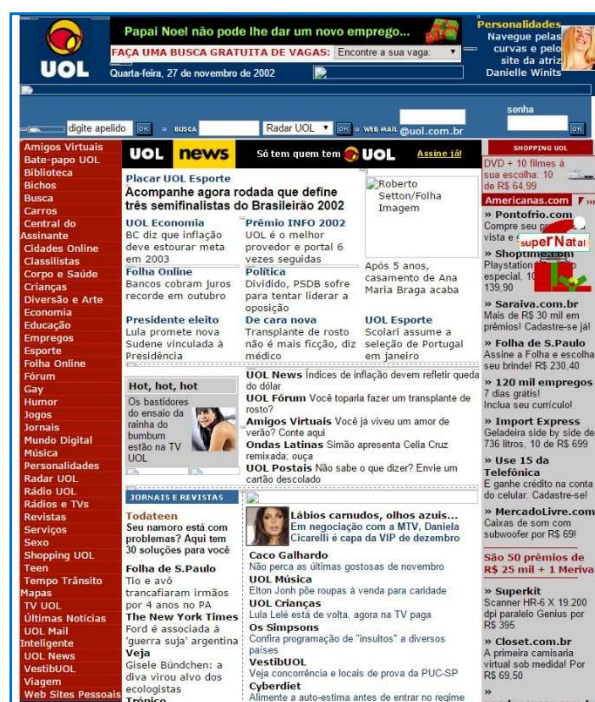 UOL
Papai Noel não pode lhe dar um novo emprego...
FAÇA UMA BUSCA GRATUITA DE VAGAS:
Encontre a sua vaga:
Quarta-feira, 27 de novembro de 2002
Personalidades
Navegue pelas
curvas e pelo
site da atriz
Danielle Winits
digite apelido
OK
BUSCA
Radar UOL
OK
WEB MAIL
@uol.com.br
senha
OK
Amigos Virtuais
Bate-papo UOL
Biblioteca
Bichos
Busca
Carros
Central do
Assinante
Cidades Online
Classilistas
Corpo e Saúde
Crianças
Diversão e Arte
Economia
Educação
Empregos
Esporte
Folha Online
Fórum
Gay
Humor
Jogos
Jornais
Mundo Digital
Música
Personalidades
Radar UOL
Rádio UOL
Rádios e TVs
Revistas
Serviços
Sexo
Shopping UOL
Teen
Tempo Trânsito
Mapas
TV UOL
Últimas Notícias
UOL Mail
Inteligente
UOL News
VestibUOL
Viagem
Web Sites Pessoais
UOL news
Só tem quem tem UOL
Assine já!
Placar UOL Esporte
Acompanhe agora rodada que define
três semifinalistas do Brasileirão 2002
UOL Economia
BC diz que inflação
deve estourar meta
em 2003
Prêmio INFO 2002
UOL é o melhor
provedor e portal 6
vezes seguidas
Roberto
Setton/Folha
Imagem
Após 5 anos,
casamento de Ana
Maria Braga acaba
Folha Online
Bancos cobram juros
recorde em outubro
Política
Dividido, PSDB sofre
para tentar liderar a
oposição
Presidente eleito
Lula promete nova
Sudene vinculada à
Presidência
De cara nova
Transplante de rosto
não é mais ficção, diz
médico
UOL Esporte
Scolari assume a
seleção de Portugal
em janeiro
Hot, hot, hot
Os bastidores
do ensaio da
rainha do
bumbum
estão na TV
UOL
UOL News Índices de inflação devem refletir queda
do dólar
UOL Fórum Você toparia fazer um transplante de
rosto?
Amigos Virtuais Você já viveu um amor de
verão? Conte aqui
Ondas Latinas Simão apresenta Celia Cruz
remixada; ouça
UOL Postais Não sabe o que dizer? Envie um
cartão descolado
JORNAIS E REVISTAS
Todateen
Seu namoro está com
problemas? Aqui tem
30 soluções para você
Folha de S.Paulo
Tio e avó
trancafiaram irmãos
por 4 anos no PA
The New York Times
Ford é associada à
'guerra suja' argentina
Veja
Gisele Bündchen: a
diva virou alvo dos
ecologistas
Trópico
Lábios carnudos, olhos azuis...
Em negociação com a MTV, Daniela
Cicarelli é capa da VIP de dezembro
Caco Galhardo
Não perca as últimas gostosas de novembro
UOL Música
Elton Jonh põe roupas à venda para caridade
UOL Crianças
Lula Lelé está de volta, agora na TV paga
Os Simpsons
Confira programação de "insultos" a diversos
países
VestibUOL
Veja concorrência e locais de prova da PUC-SP
Cyberdiet
Alimente a auto-estima antes de entrar no regime
SHOPPING UOL
DVD + 10 filmes à
sua escolha: 10
de R$ 64,99
Americanas.com
» Pontofrio.com
Compre seu
vista e
superNatal
» Shoptime.com
Playstation
especial, 10
139,90
» Saraiva.com.br
Mais de R$ 30 mil em
prêmios! Cadastre-se já!
» Folha de S.Paulo
Assine a Folha e escolha
seu brinde! R$ 230,40
» 120 mil empregos
7 dias grátis!
Inclua seu currículo!
» Import Express
Geladeira side by side de
736 litros, 10 de R$ 699
» Use 15 da
Telefônica
E ganhe crédito na conta
do celular. Cadastre-se!
» MercadoLivre.com
Caixas de som com
subwoofer por R$ 69!
São 50 prêmios de
R$ 25 mil + 1 Meriva
» Superkit
Scanner HR-6 X 19.200
dpi paralelo Genius por
R$ 395
» Closet.com.br
A primeira camisaria
virtual sob medida! Por
R$ 69,50
»